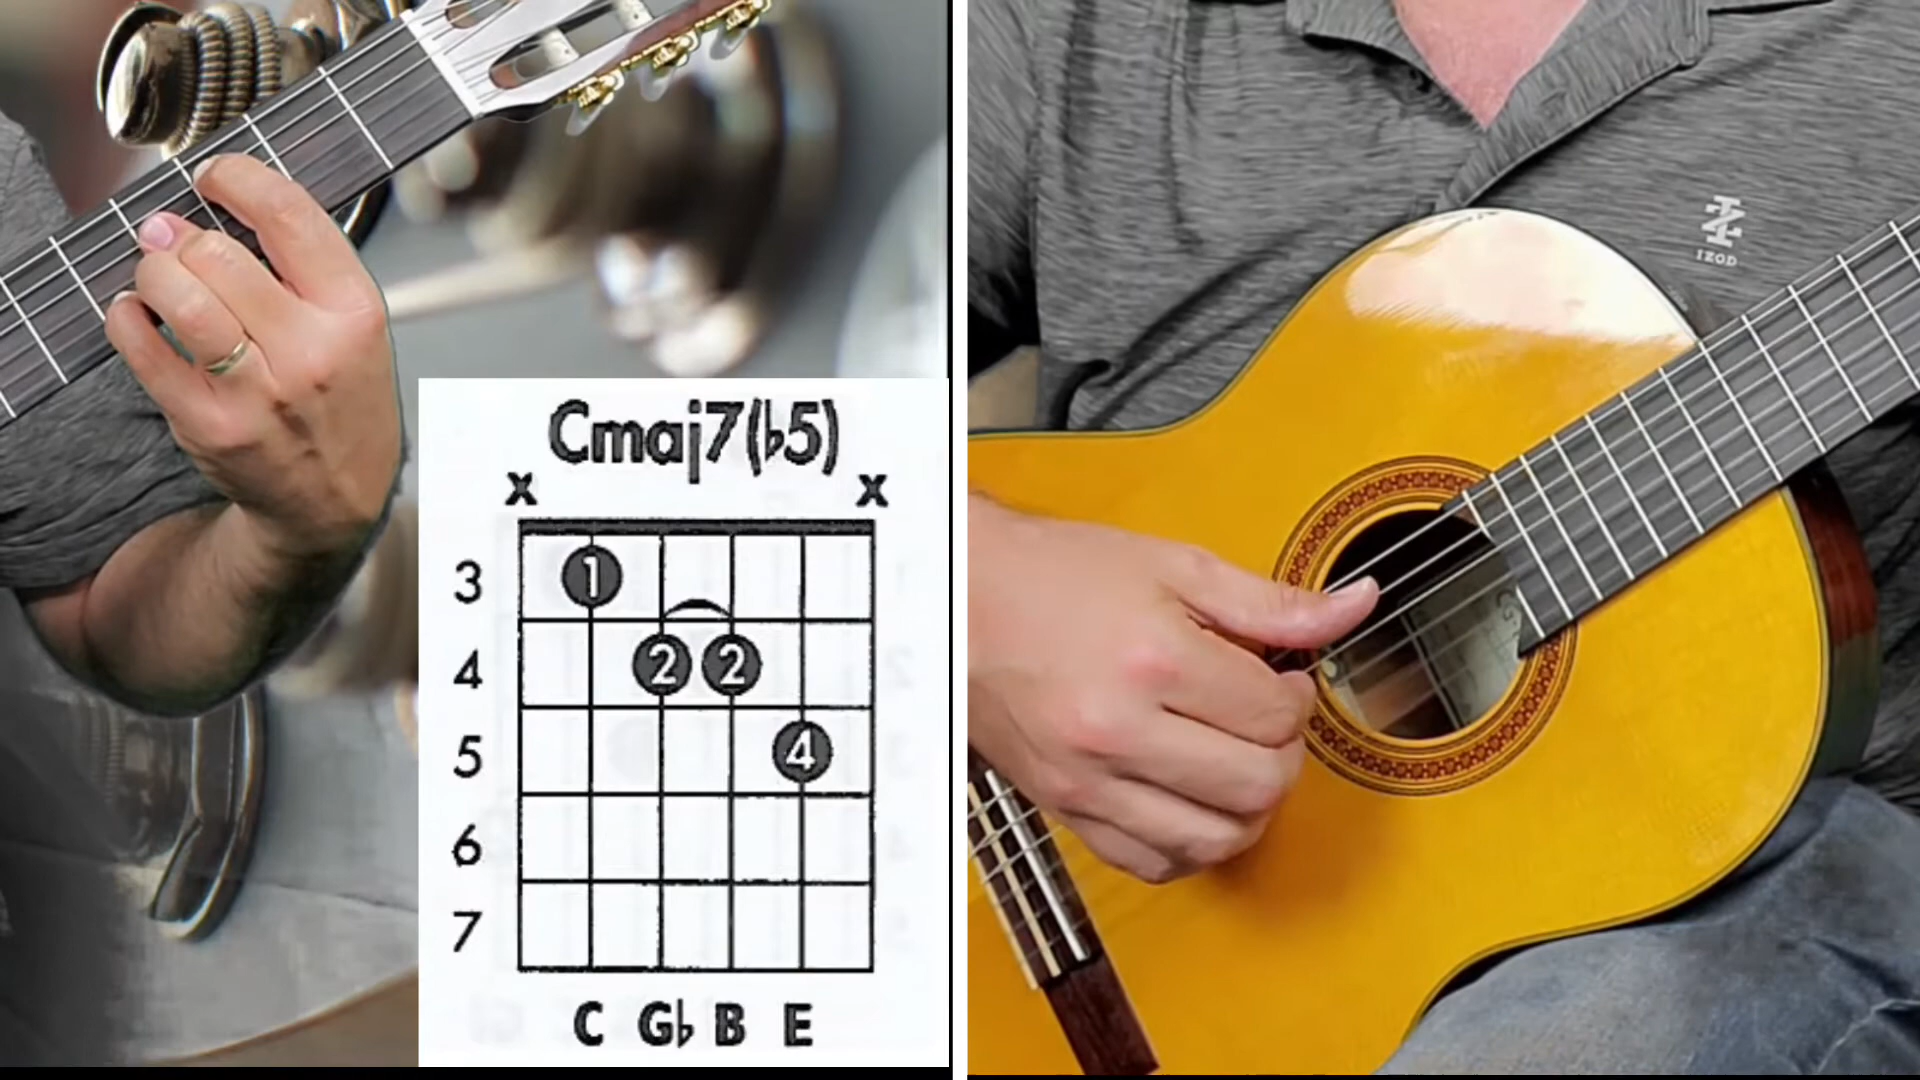 Cmaj7(♭5)
x x
3 1
4 2 2
5 4
6
7
C G♭ B E
IZOD